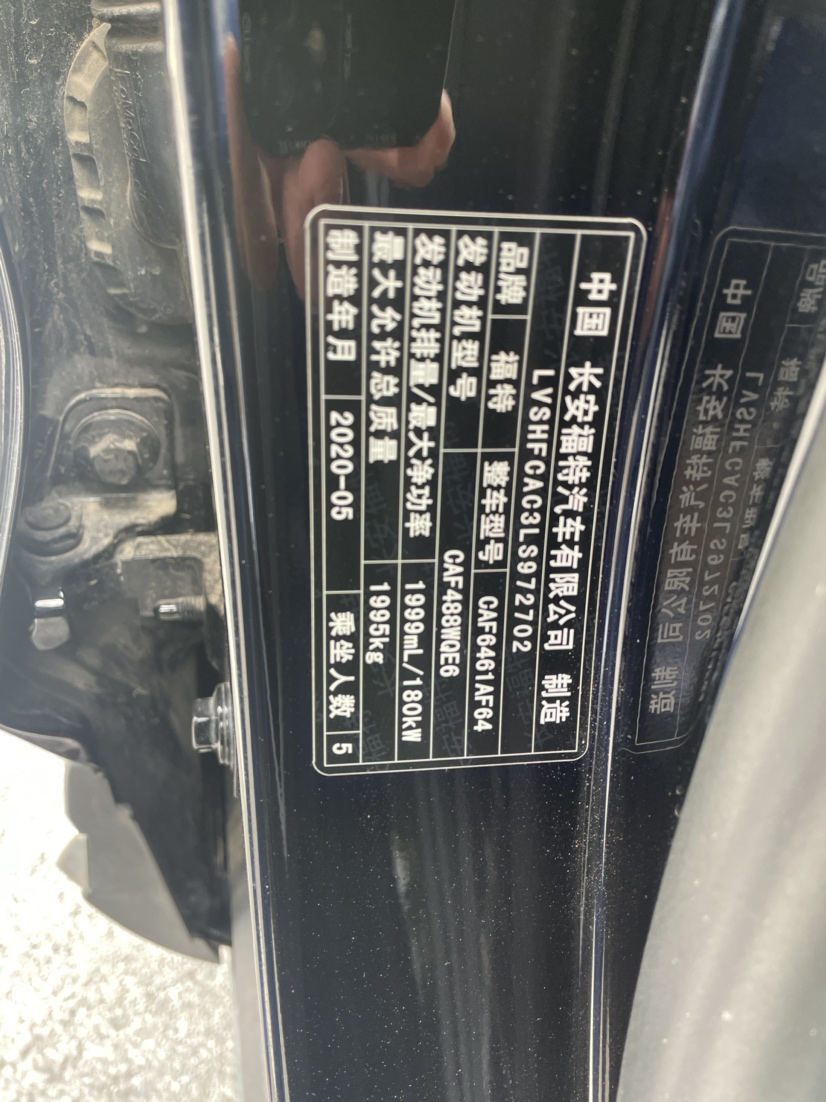 中国 长安福特汽车有限公司 制造
LVSHFCAC3LS972702
品牌 福特 整车型号 CAF6461AF64
发动机型号 CAF488WQE6
发动机排量/最大净功率 1999mL/180kW
最大允许总质量 1995kg
制造年月 2020-05 乘坐人数 5